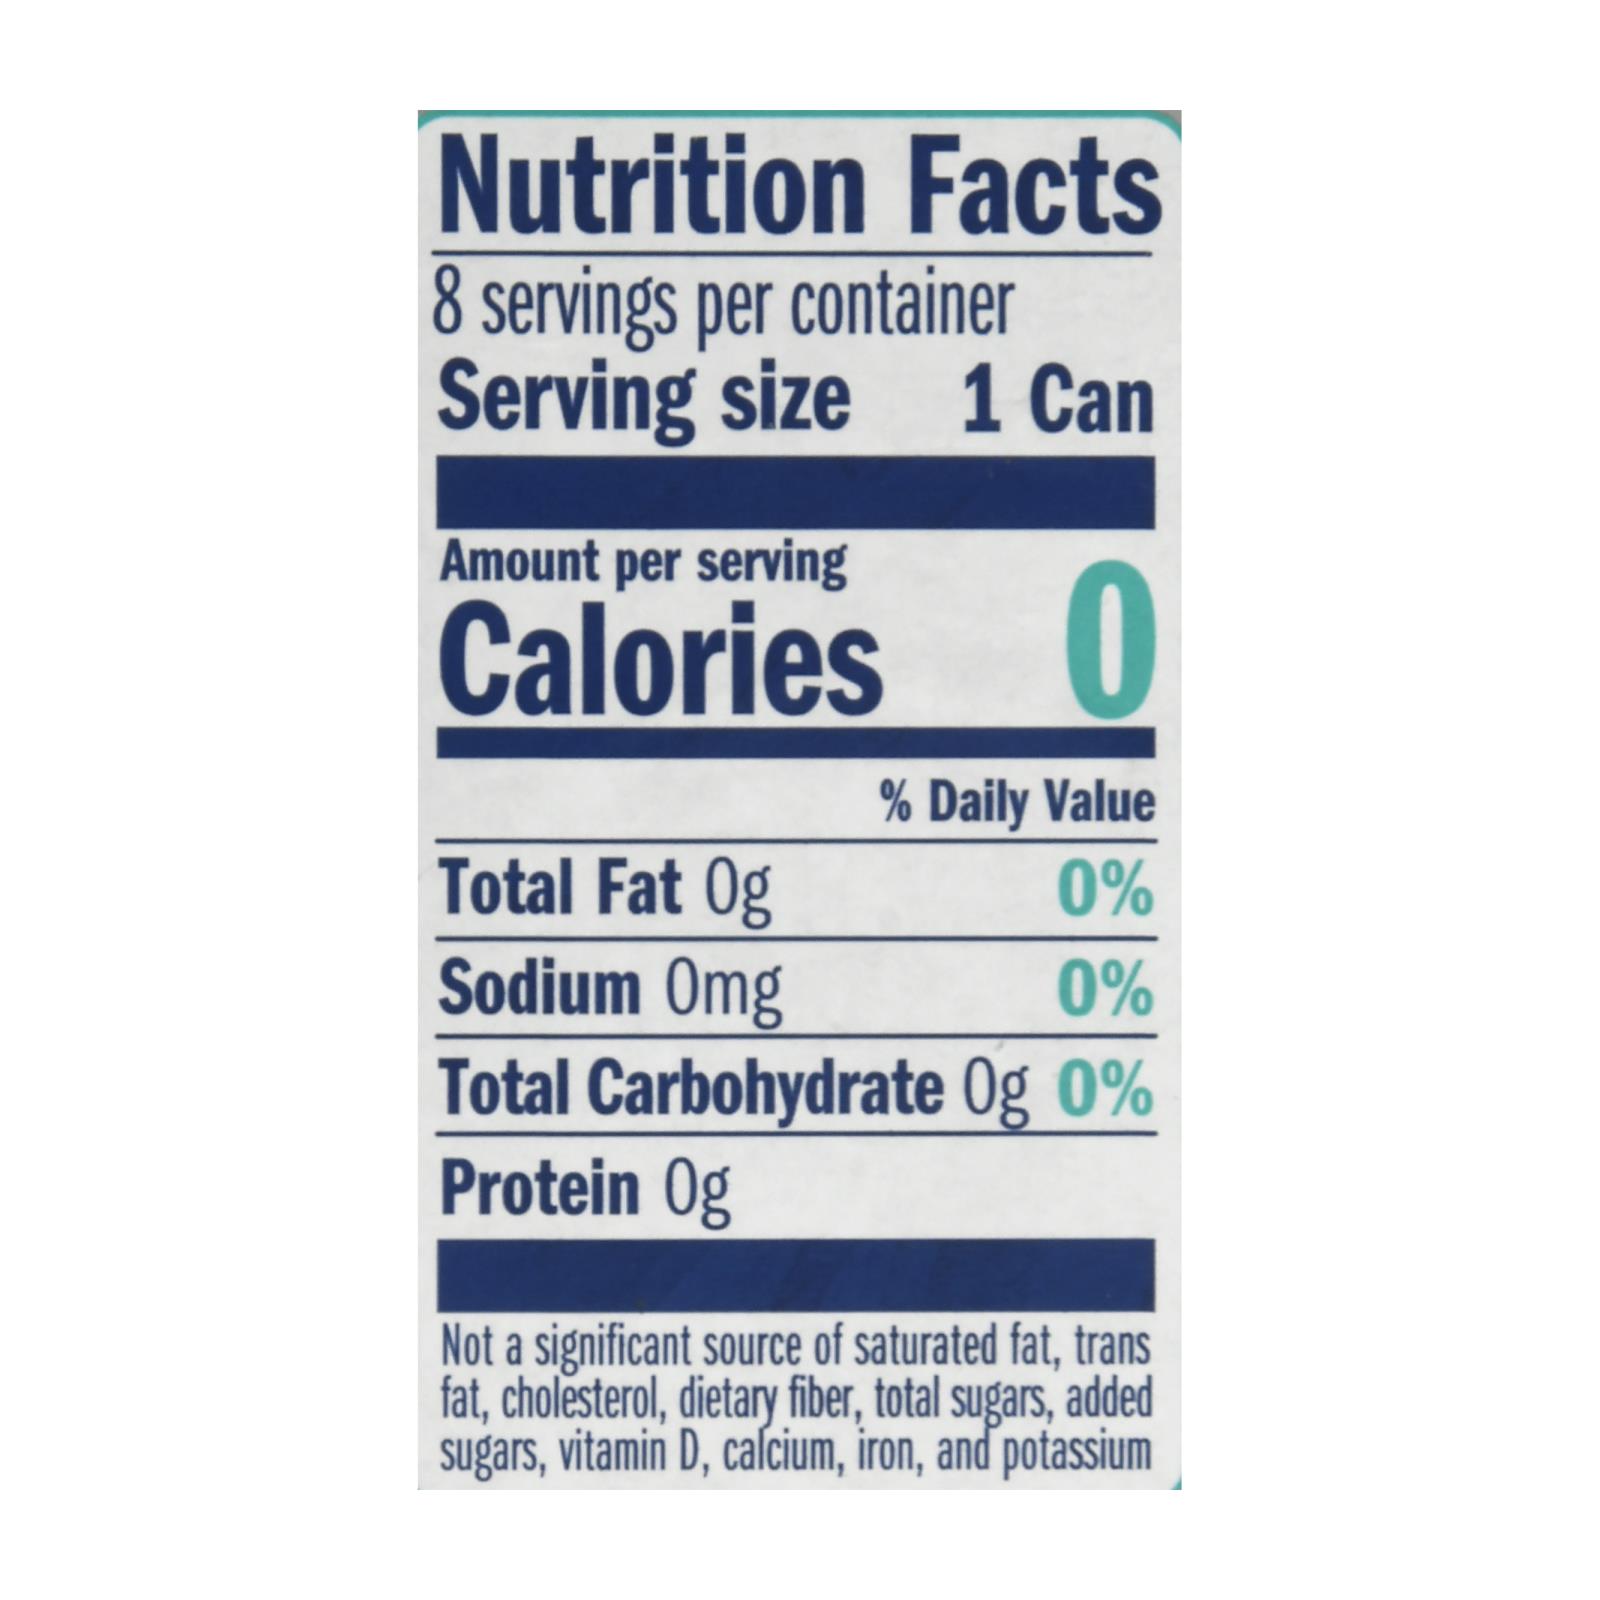 Nutrition Facts
8 servings per container
Serving size 1 Can
Amount per serving
Calories 0
% Daily Value
Total Fat 0g 0%
Sodium 0mg 0%
Total Carbohydrate 0g 0%
Protein 0g
Not a significant source of saturated fat, trans
fat, cholesterol, dietary fiber, total sugars, added
sugars, vitamin D, calcium, iron, and potassium